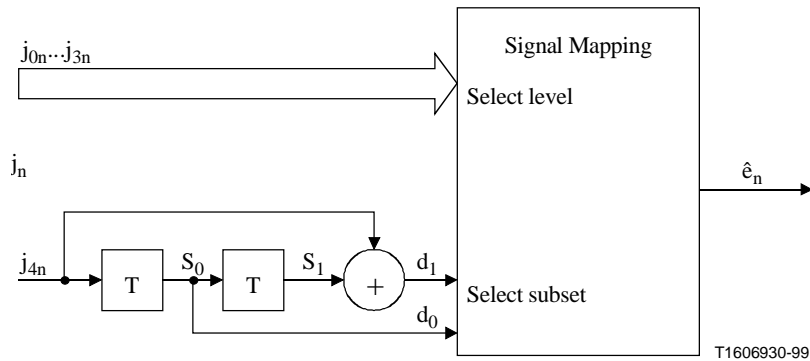 j0n...j3n
Signal Mapping
Select level
jn
ên
j4n
T
S0
T
S1
+
d1
Select subset
d0
T1606930-99